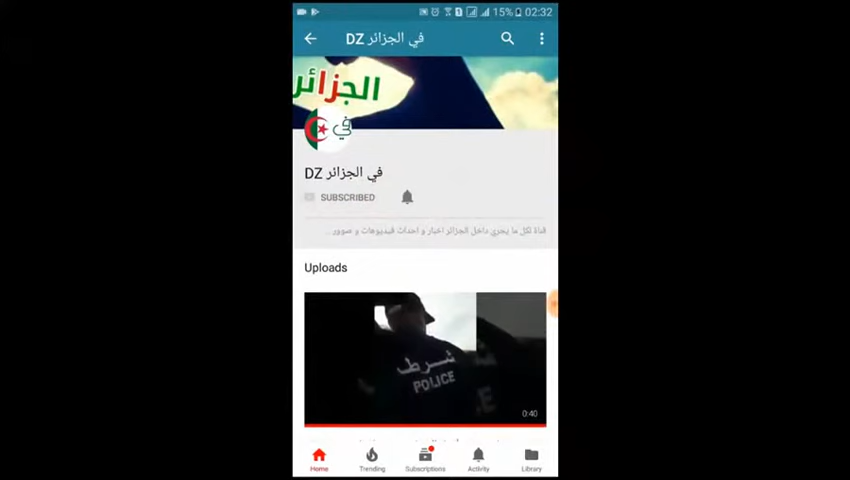 15% 02:32
في الجزائر DZ
الجزائر
في
في الجزائر DZ
SUBSCRIBED
قناة لكل ما يجري داخل الجزائر اخبار و احداث فيديوهات و صوور ..
Uploads
شرطة
POLICE
0:40
Home Trending Subscriptions Activity Library